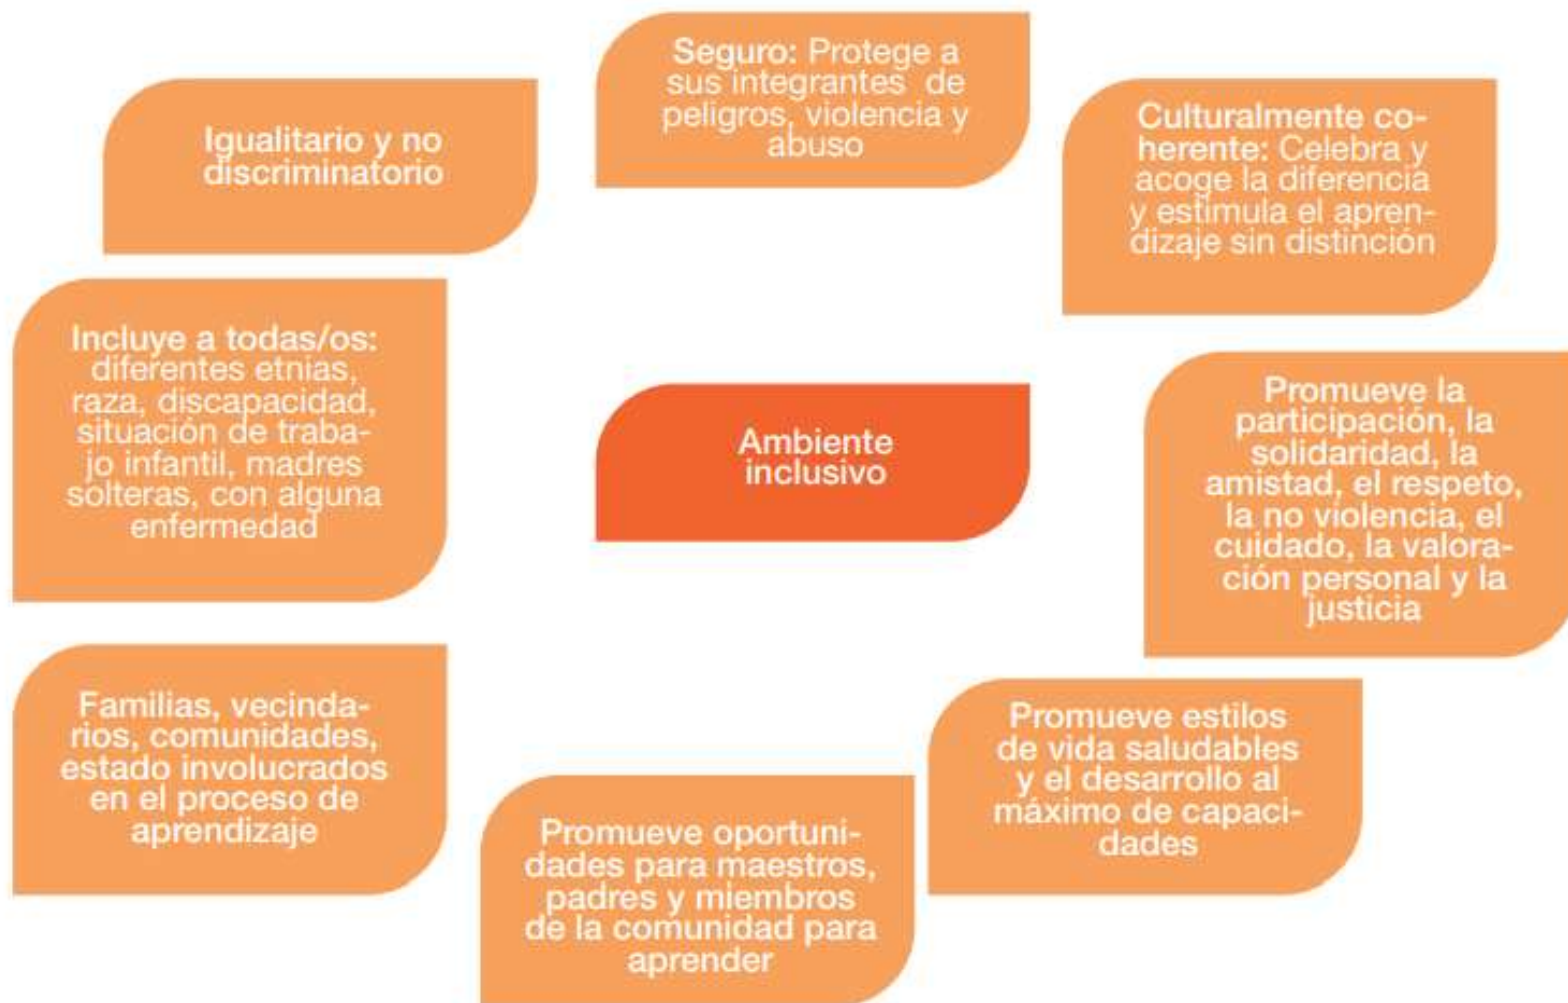 Seguro: Protege a
sus integrantes de
peligros, violencia y
abuso
Igualitario y no
discriminatorio
Culturalmente co-
herente: Celebra y
acoge la diferencia
y estimula el apren-
dizaje sin distinción
Incluye a todas/os:
diferentes etnias,
raza, discapacidad,
situación de traba-
jo infantil, madres
solteras, con alguna
enfermedad
Ambiente
inclusivo
Promueve la
participación, la
solidaridad, la
amistad, el respeto,
la no violencia, el
cuidado, la valora-
ción personal y la
justicia
Familias, vecinda-
rios, comunidades,
estado involucrados
en el proceso de
aprendizaje
Promueve oportuni-
dades para maestros,
padres y miembros
de la comunidad para
aprender
Promueve estilos
de vida saludables
y el desarrollo al
máximo de capaci-
dades